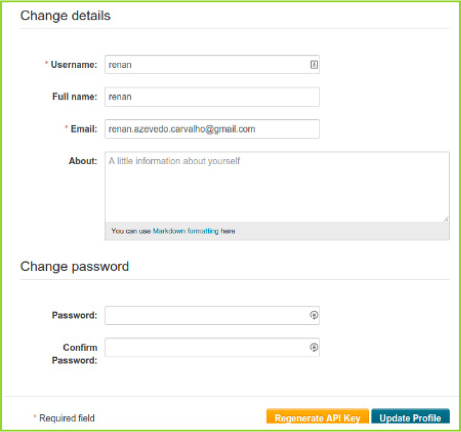 Change details
* Username: renan
Full name: renan
* Email: renan.azevedo.carvalho@gmail.com
About: A little information about yourself
You can use Markdown formatting here
Change password
Password:
Confirm
Password:
* Required field
Regenerate API Key Update Profile